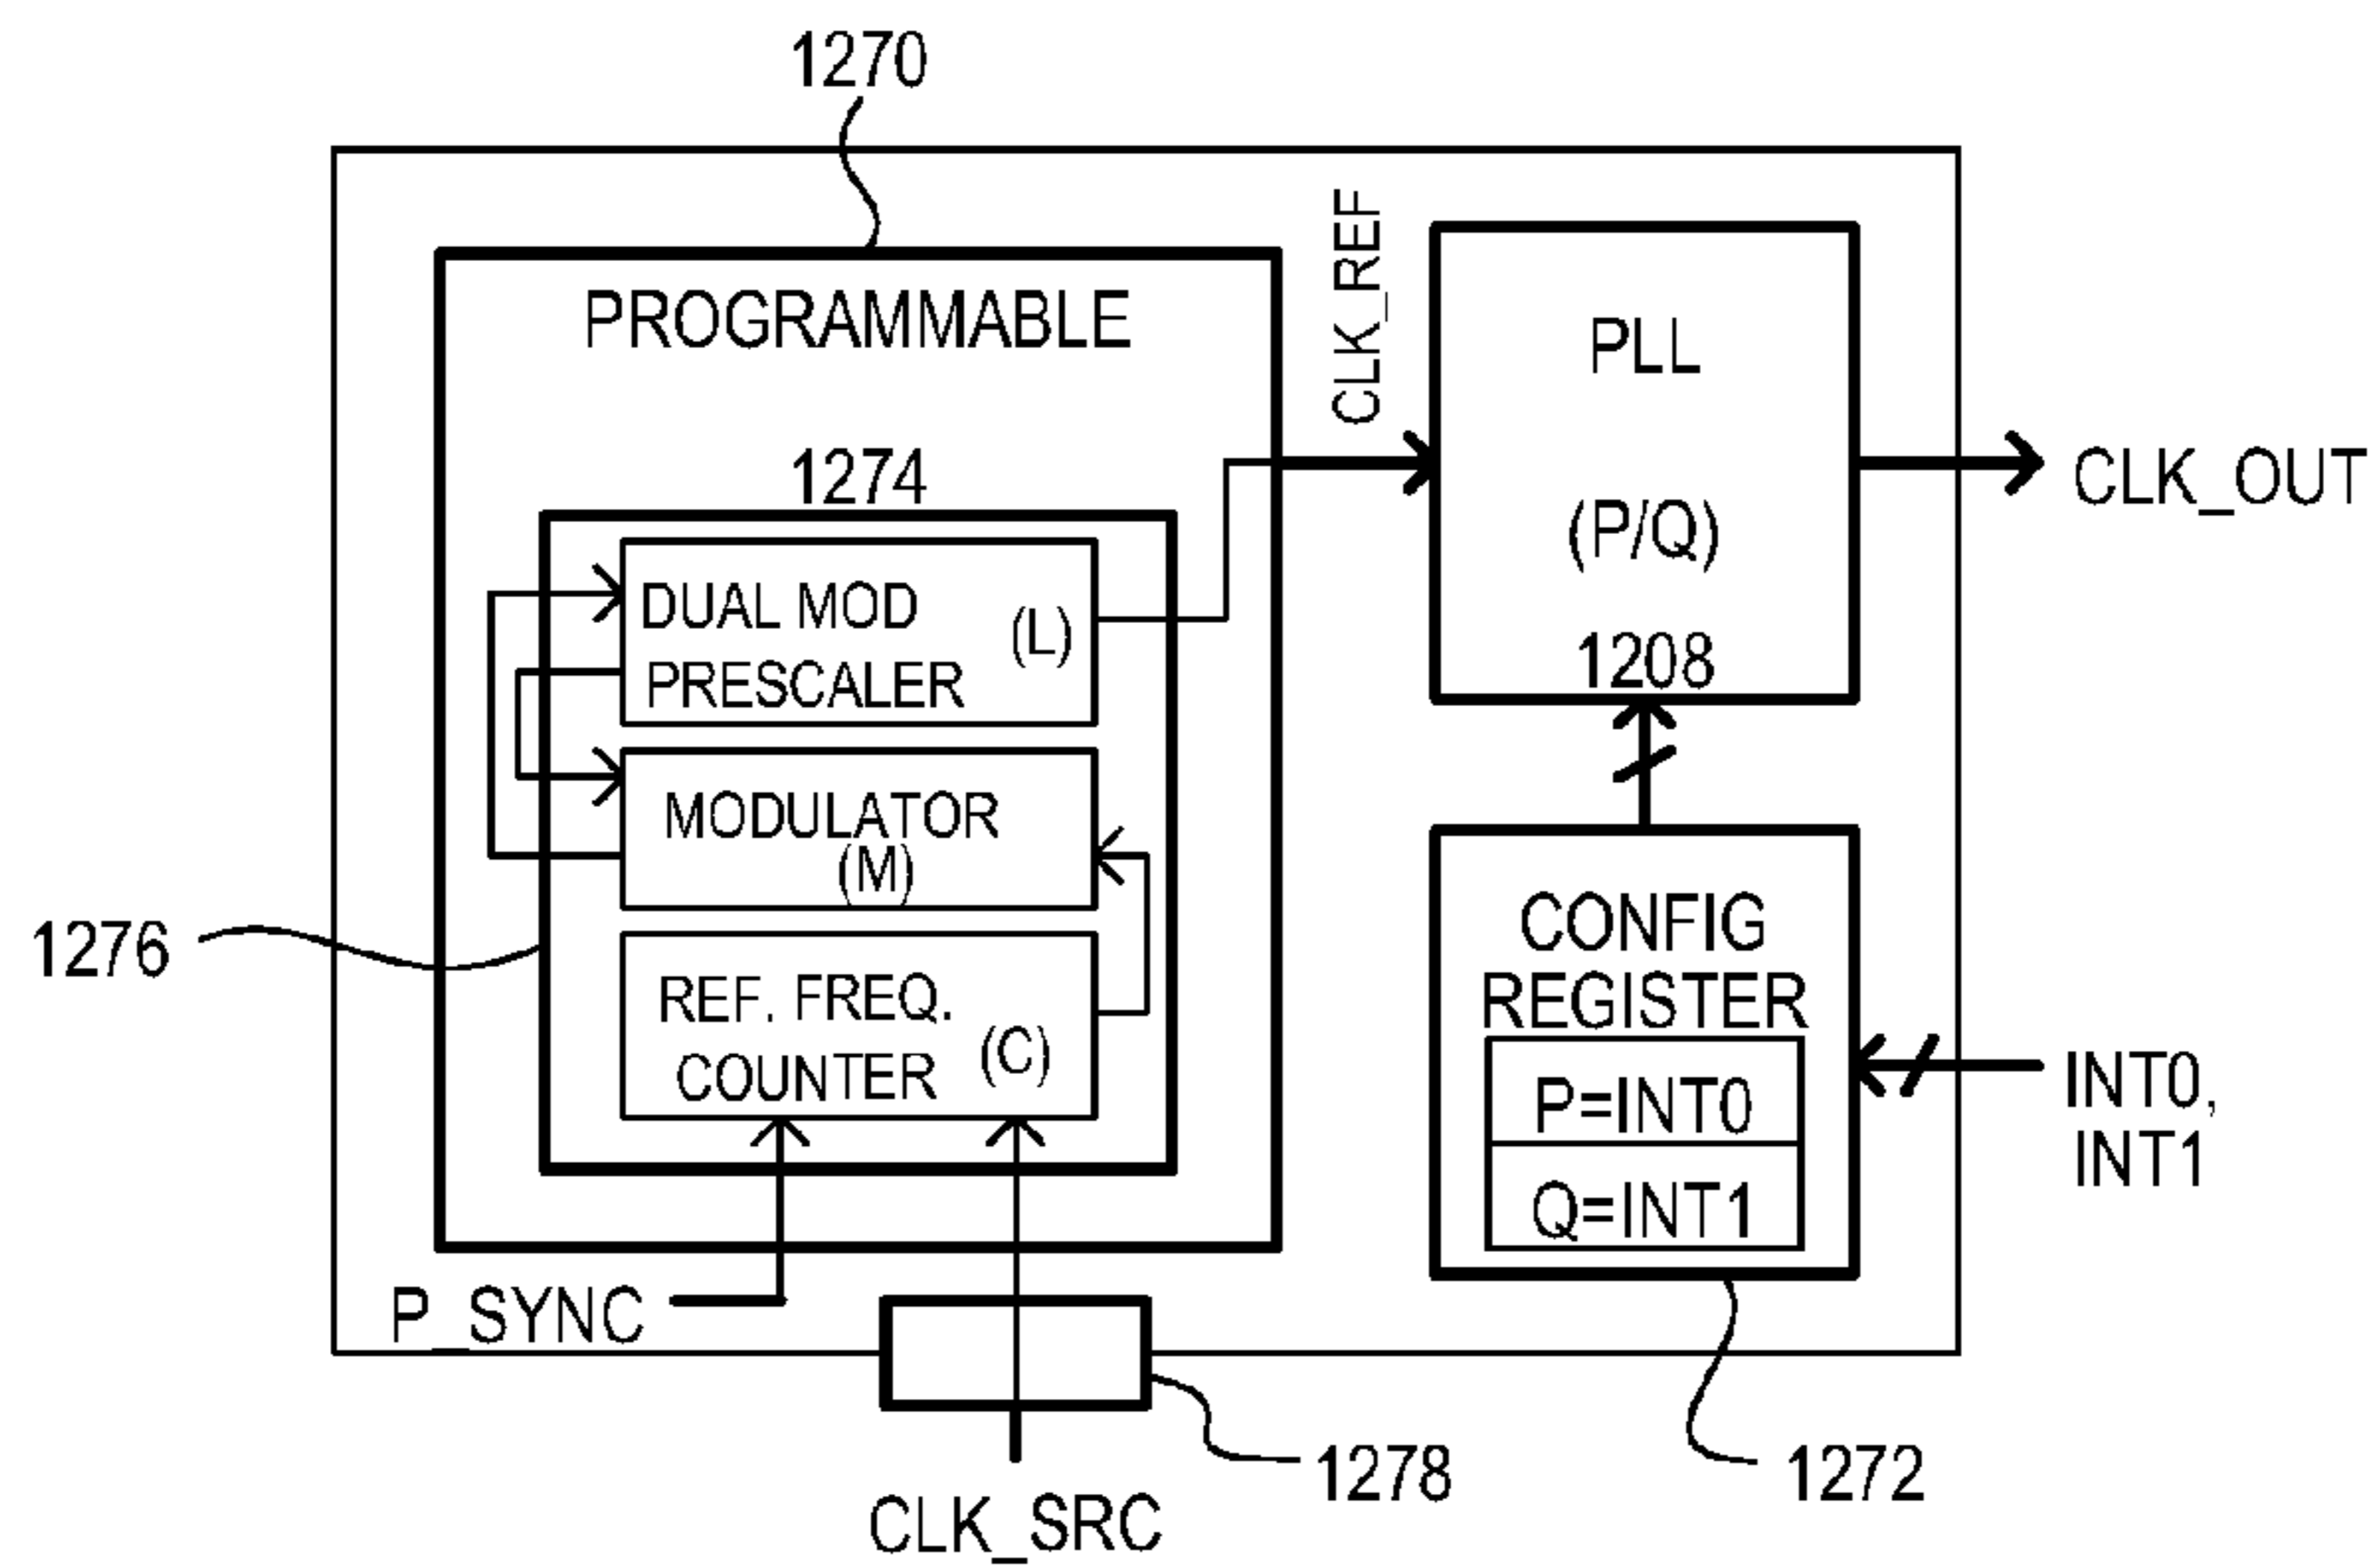 1270
PROGRAMMABLE
1274
DUAL MOD
PRESCALER
(L)
MODULATOR
(M)
REF. FREQ.
COUNTER
(C)
1276
P_SYNC
CLK_SRC
1278
CLK_REF
PLL
(P/Q)
1208
CLK_OUT
CONFIG
REGISTER
P=INT0
Q=INT1
INT0,
INT1
1272